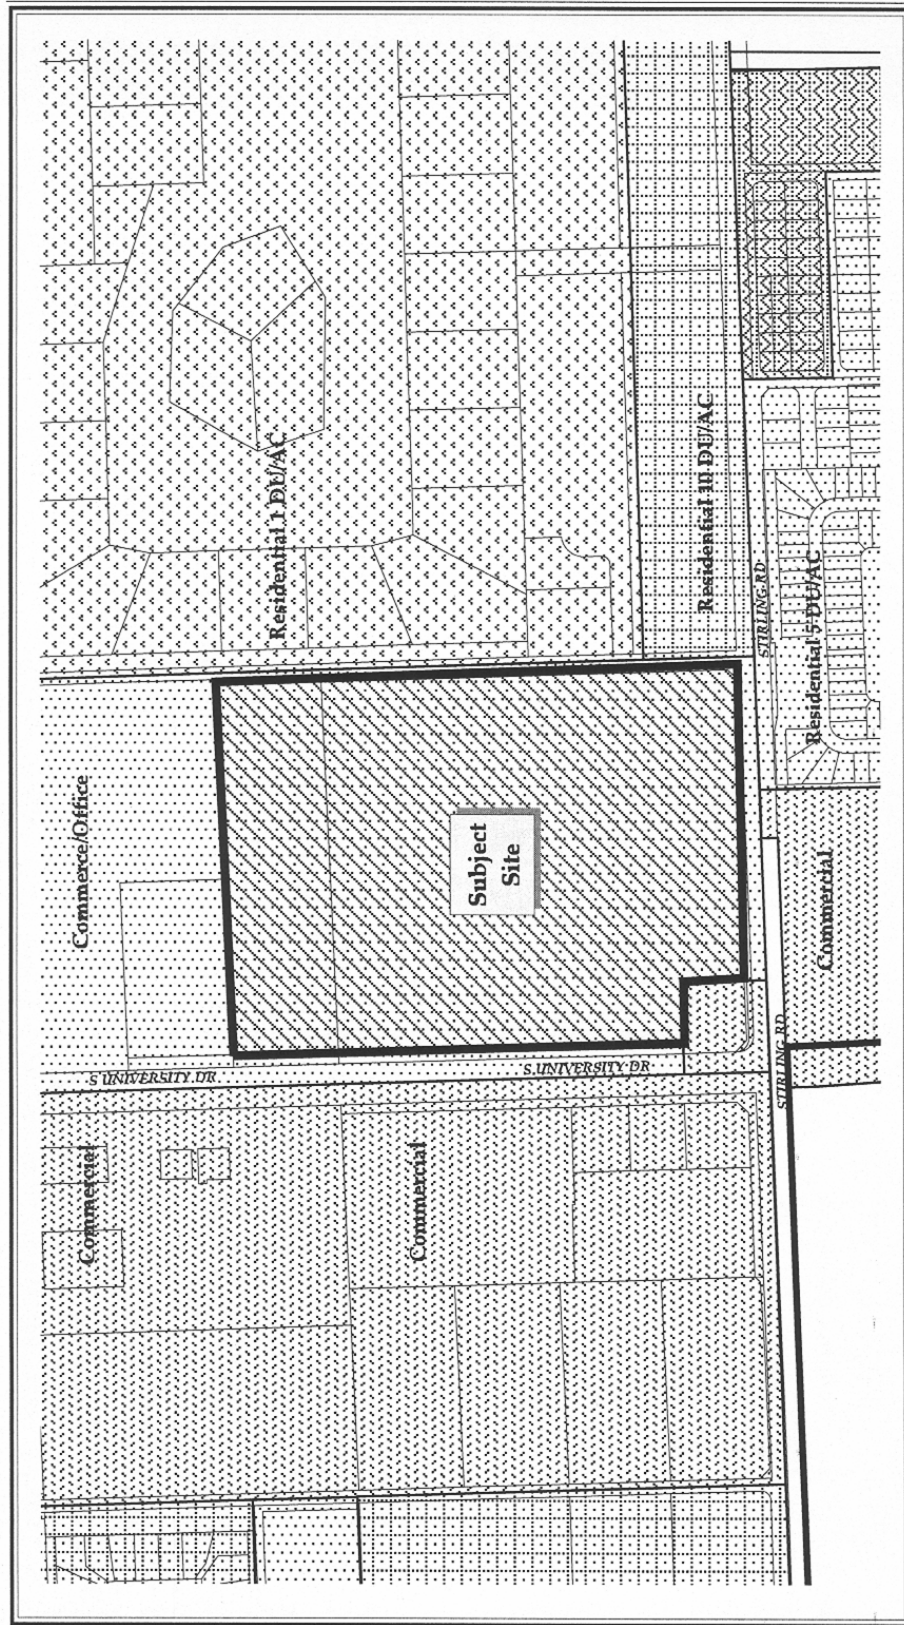 Residential 1 DU/AC
Residential 10 DU/AC
STIRLING RD
Residential 5 DU/AC
Commerce/Office
Subject
Site
Commercial
S UNIVERSITY DR
S UNIVERSITY DR
STIRLING RD
Commercial
Commercial